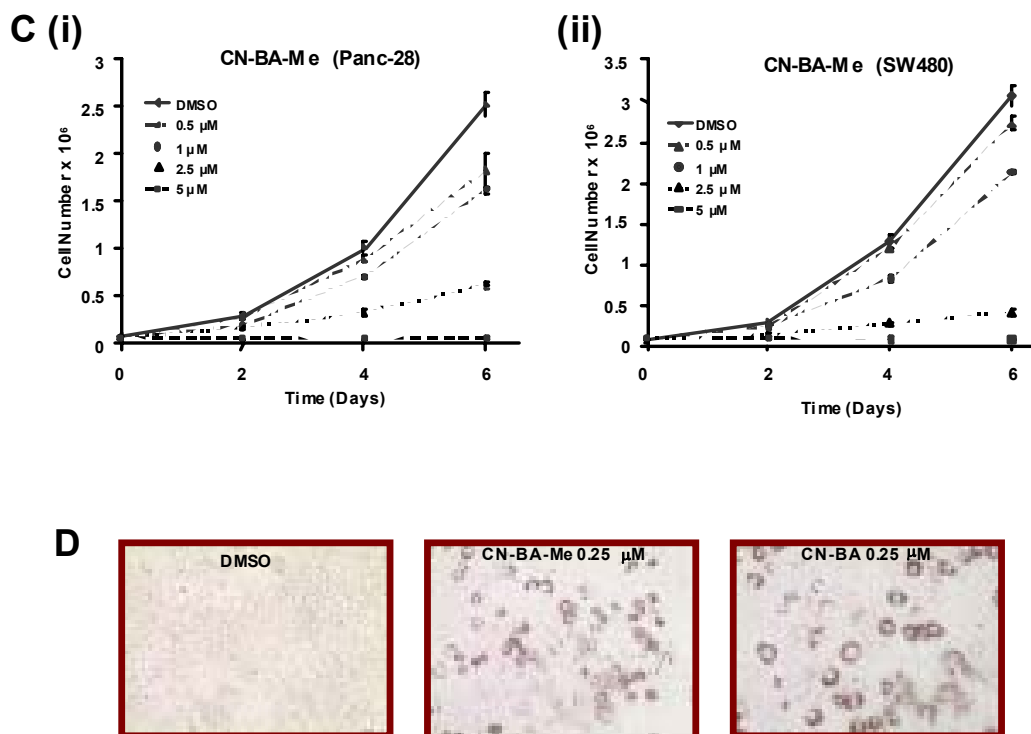 C (i)
CN-BA-Me (Panc-28)
3
2.5
2
1.5
1
0.5
0
Cell Number x 10⁶
DMSO
0.5 µM
1 µM
2.5 µM
5 µM
0 2 4 6
Time (Days)
(ii)
CN-BA-Me (SW480)
3.5
3
2.5
2
1.5
1
0.5
0
Cell Number x 10⁶
DMSO
0.5 µM
1 µM
2.5 µM
5 µM
0 2 4 6
Time (Days)
D
DMSO
CN-BA-Me 0.25 µM
CN-BA 0.25 µM